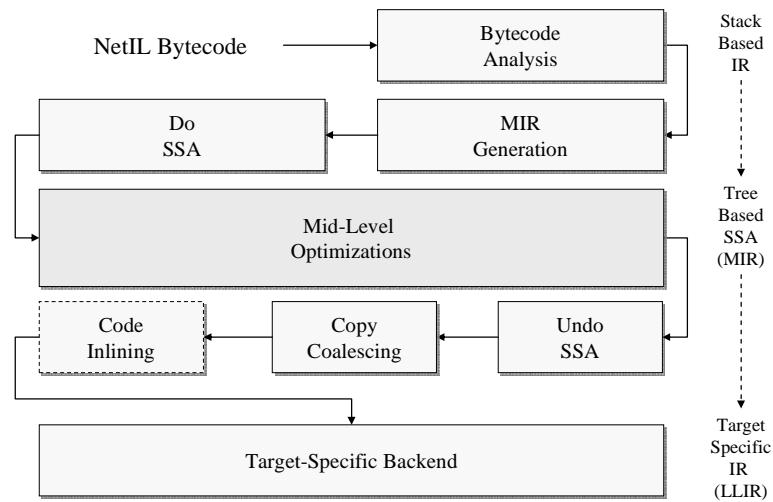 NetIL Bytecode
Bytecode
Analysis
Stack
Based
IR
Do
SSA
MIR
Generation
Mid-Level
Optimizations
Tree
Based
SSA
(MIR)
Code
Inlining
Copy
Coalescing
Undo
SSA
Target-Specific Backend
Target
Specific
IR
(LLIR)